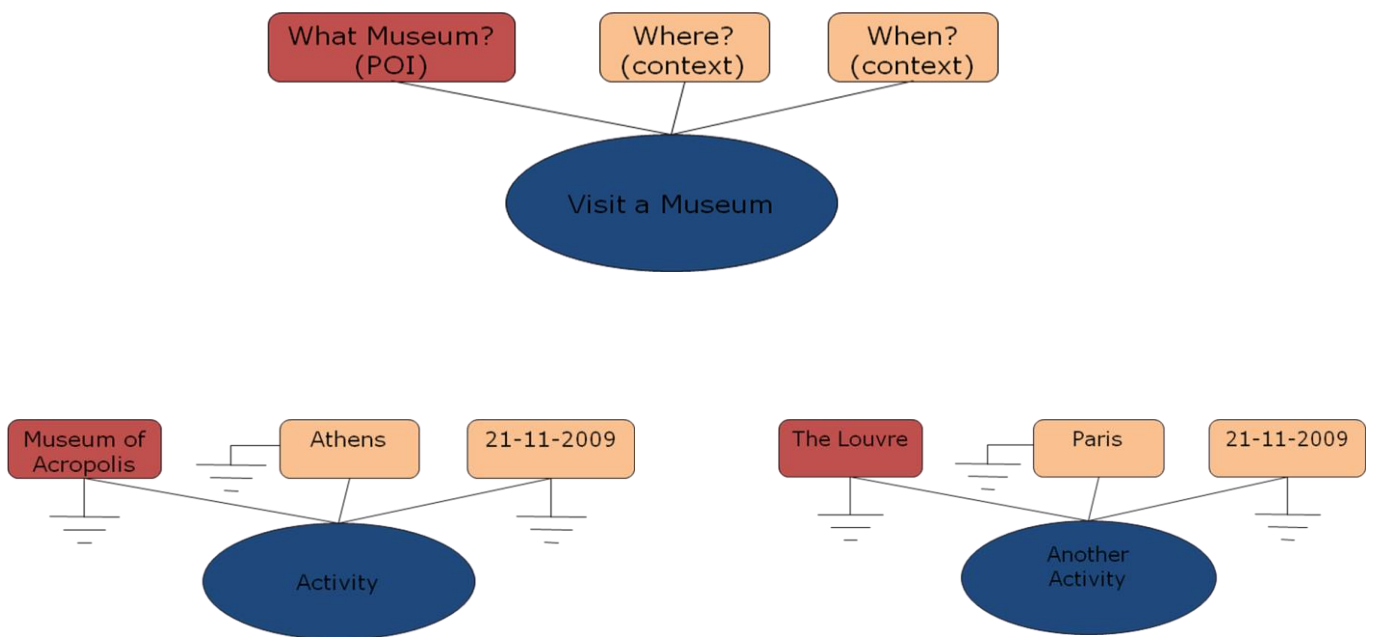 What Museum?
(POI)
Where?
(context)
When?
(context)
Visit a Museum
Museum of
Acropolis
Athens
21-11-2009
Activity
The Louvre
Paris
21-11-2009
Another
Activity